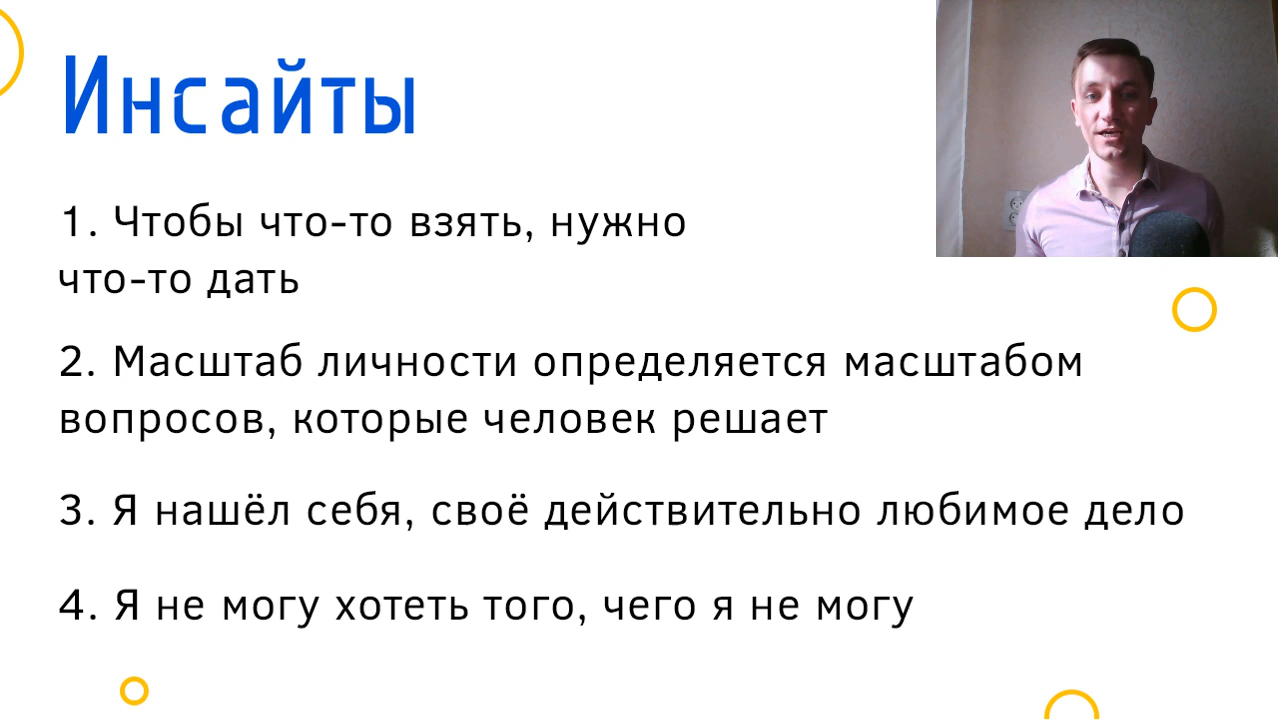 Инсайты
1. Чтобы что-то взять, нужно
что-то дать
2. Масштаб личности определяется масштабом
вопросов, которые человек решает
3. Я нашёл себя, своё действительно любимое дело
4. Я не могу хотеть того, чего я не могу